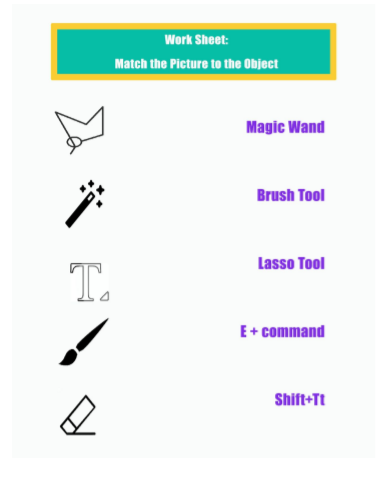 Work Sheet:
Match the Picture to the Object
Magic Wand
Brush Tool
Lasso Tool
T
E + command
Shift+Tt